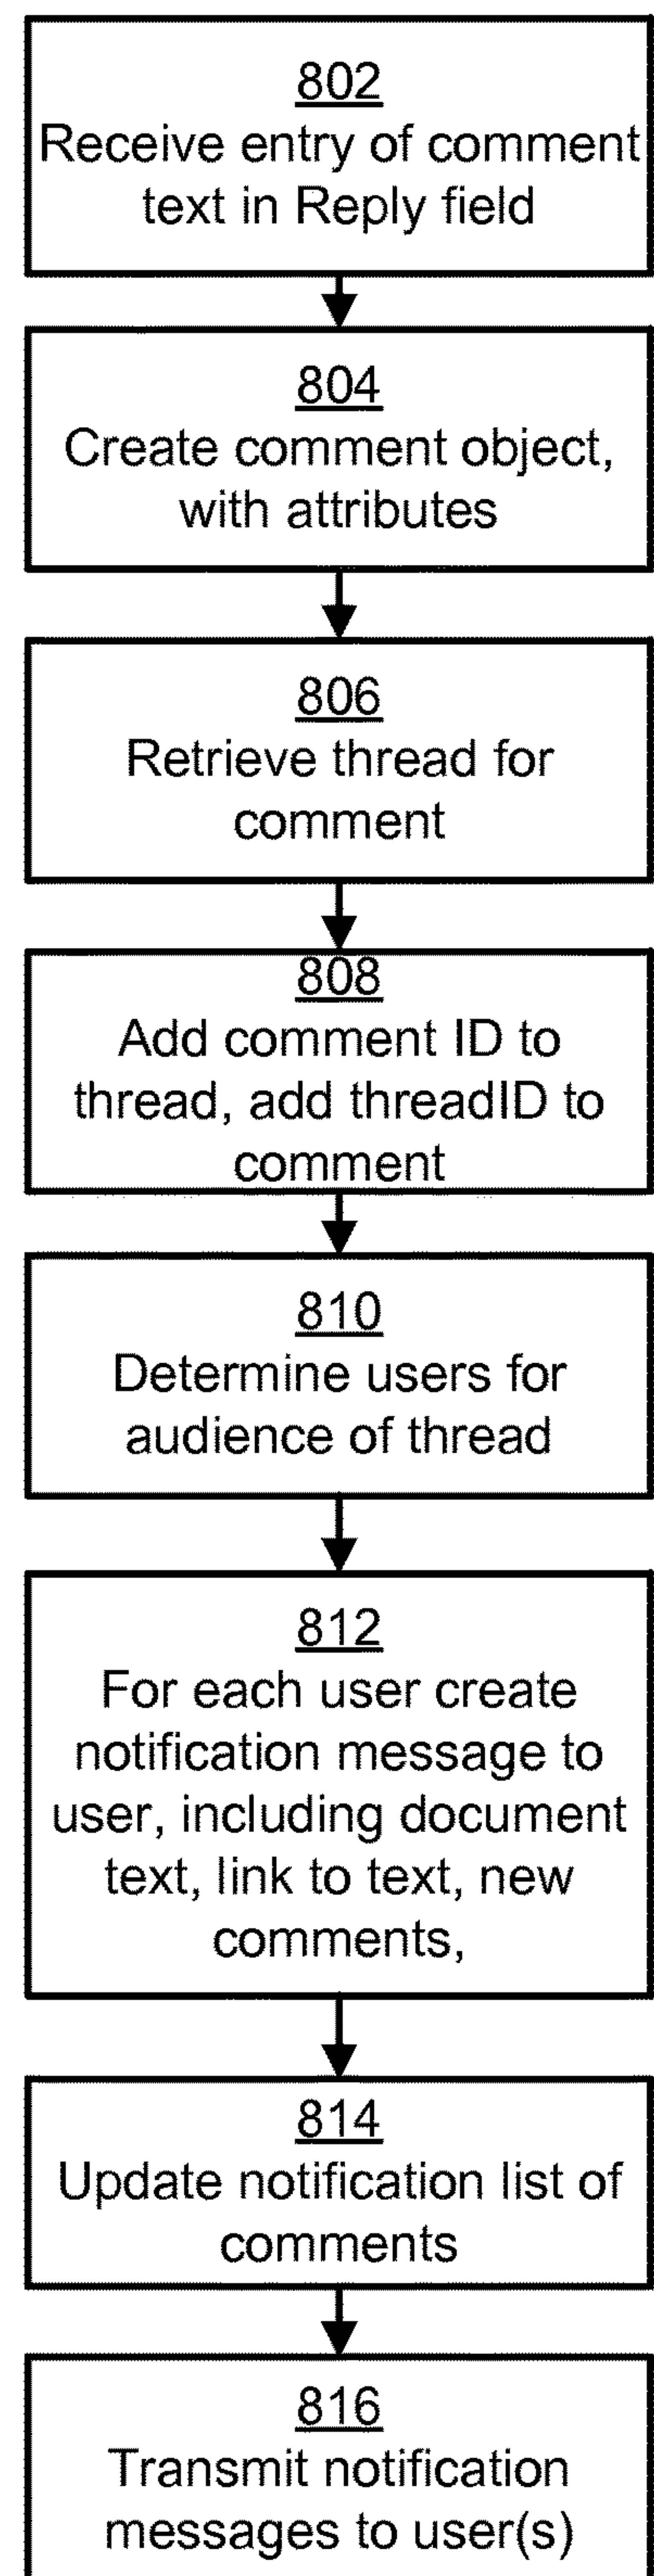 802
Receive entry of comment
text in Reply field
804
Create comment object,
with attributes
806
Retrieve thread for
comment
808
Add comment ID to
thread, add threadID to
comment
810
Determine users for
audience of thread
812
For each user create
notification message to
user, including document
text, link to text, new
comments,
814
Update notification list of
comments
816
Transmit notification
messages to user(s)